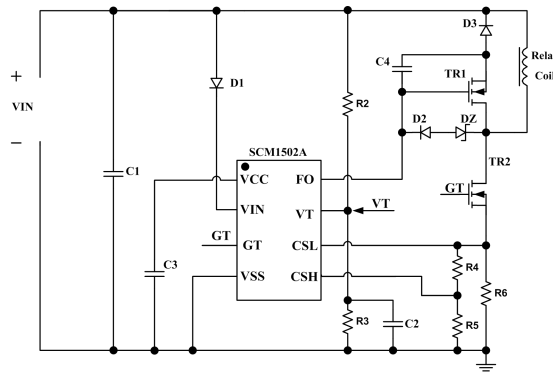 D3
Rela
Coil
C4
TR1
+
VIN
−
D1
R2
D2
DZ
SCM1502A
TR2
C1
VCC
FO
GT
VIN
VT
VT
GT
GT
CSL
C3
VSS
CSH
R4
R6
R3
C2
R5